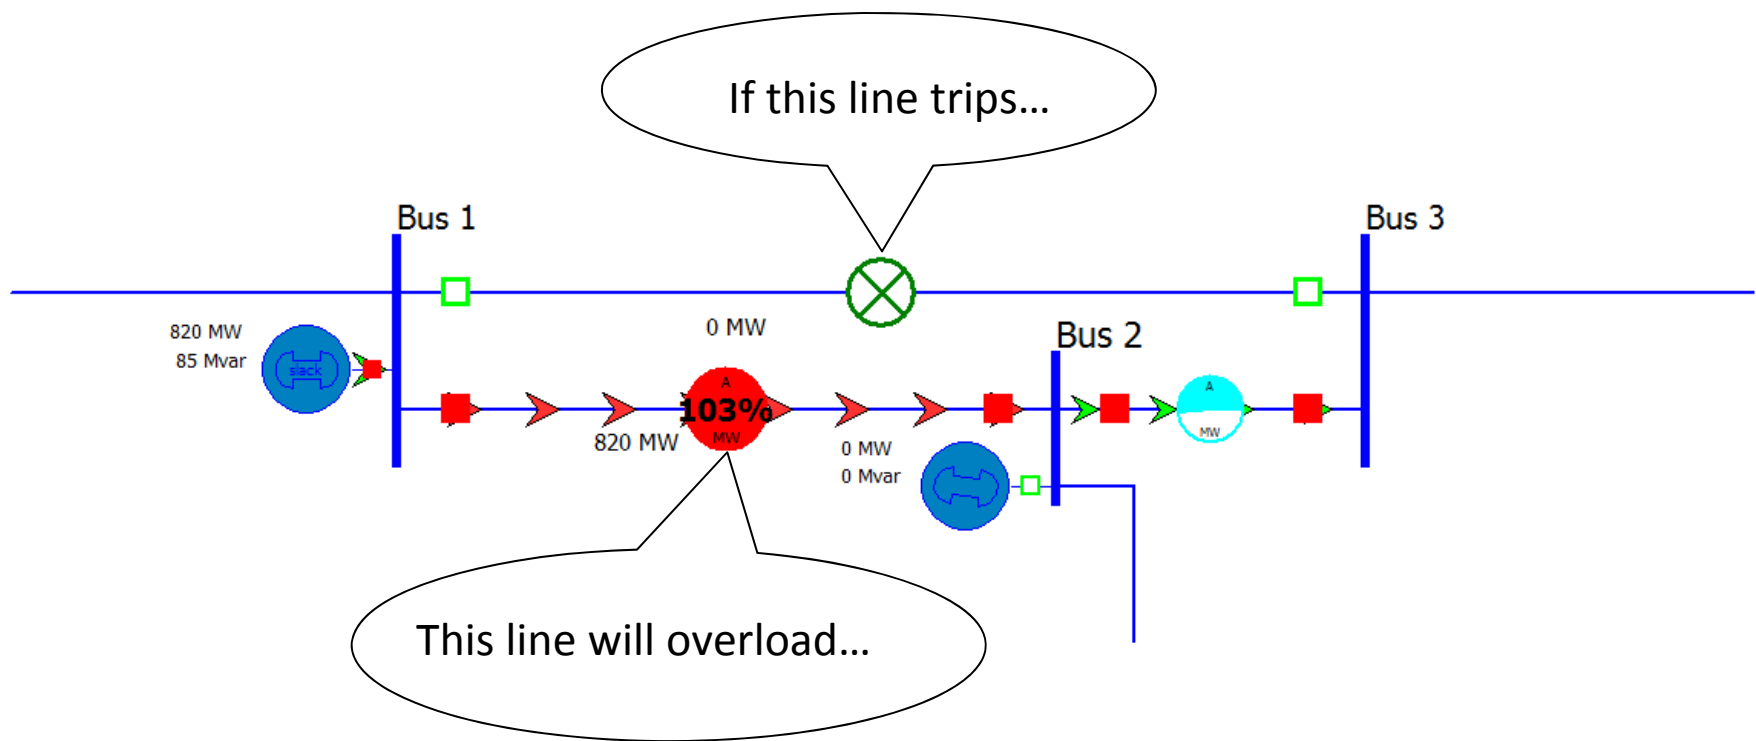 If this line trips...
Bus 1
Bus 3
820 MW
85 Mvar
slack
0 MW
Bus 2
A
103%
MW
820 MW
A
MW
0 MW
0 Mvar
This line will overload...